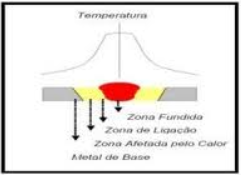 Temperatura
Zona Fundida
Zona de Ligação
Zona Afetada pelo Calor
Metal de Base